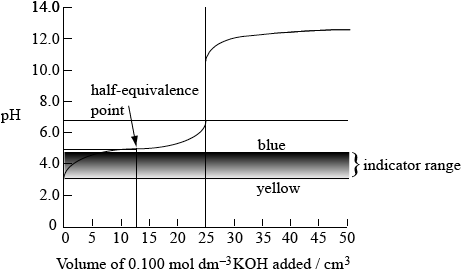 14.0
12.0
10.0
8.0
6.0
4.0
2.0
0
pH
half-equivalence
point
blue
yellow
indicator range
0 5 10 15 20 25 30 35 40 45 50
Volume of 0.100 mol dm⁻³ KOH added / cm³